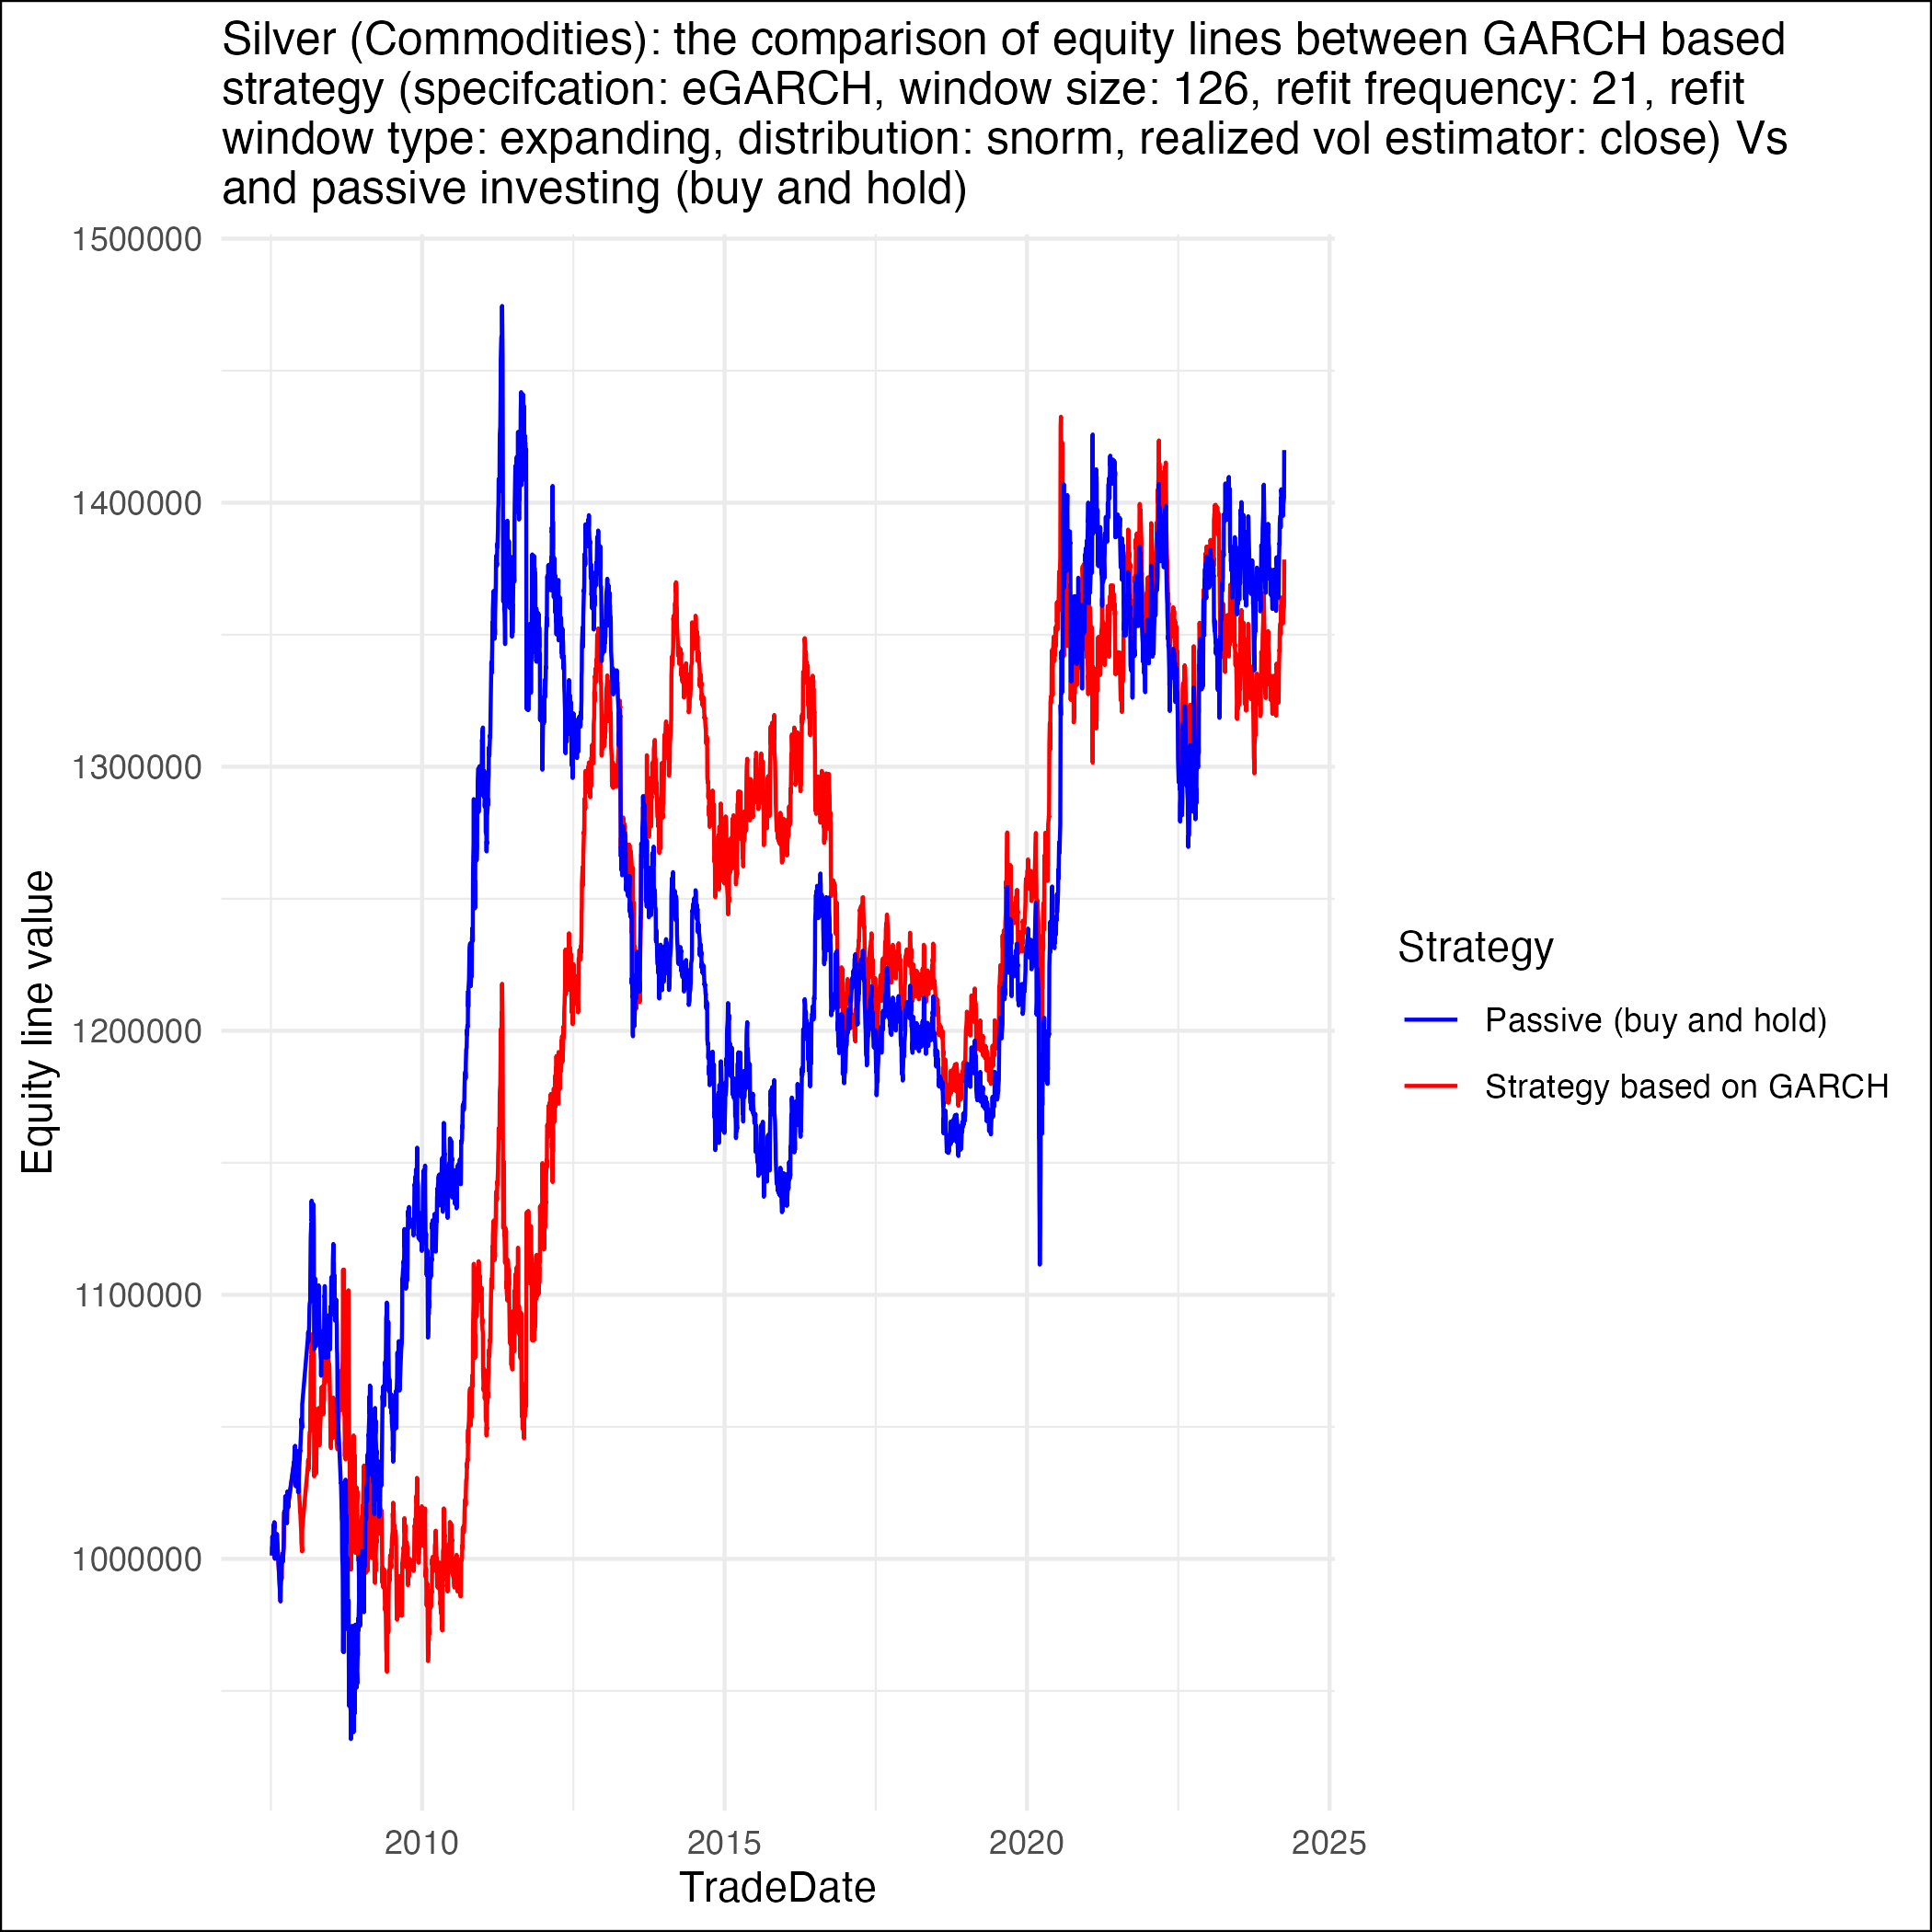 Silver (Commodities): the comparison of equity lines between GARCH based
strategy (specifcation: eGARCH, window size: 126, refit frequency: 21, refit
window type: expanding, distribution: snorm, realized vol estimator: close) Vs
and passive investing (buy and hold)
1500000
1400000
1300000
1200000
1100000
1000000
Equity line value
2010
2015
2020
2025
TradeDate
Strategy
Passive (buy and hold)
Strategy based on GARCH